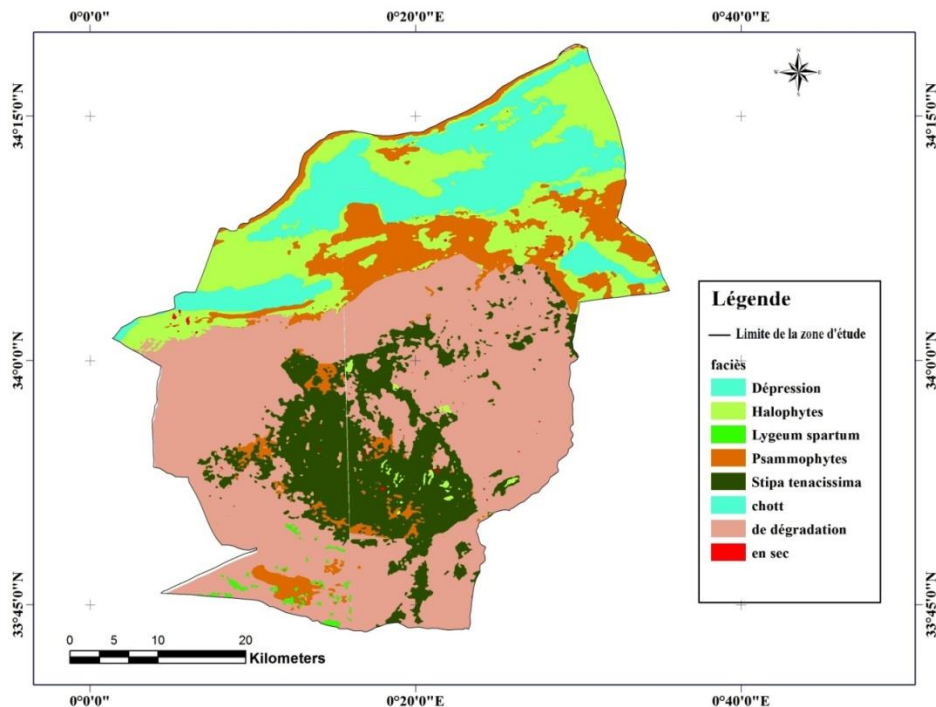 0°0'0" 0°20'0"E 0°40'0"E
34°15'0"N 34°15'0"N
34°0'0"N 34°0'0"N
33°45'0"N 33°45'0"N
N
W E
S
Légende
Limite de la zone d'étude
faciès
Dépression
Halophytes
Lygeum spartum
Psammophytes
Stipa tenacissima
chott
de dégradation
en sec
0 5 10 20
Kilometers
0°0'0" 0°20'0"E 0°40'0"E